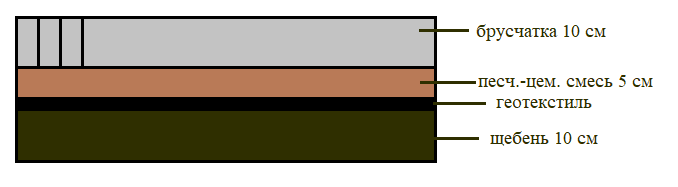 брусчатка 10 см
песч.-цем. смесь 5 см
геотекстиль
щебень 10 см